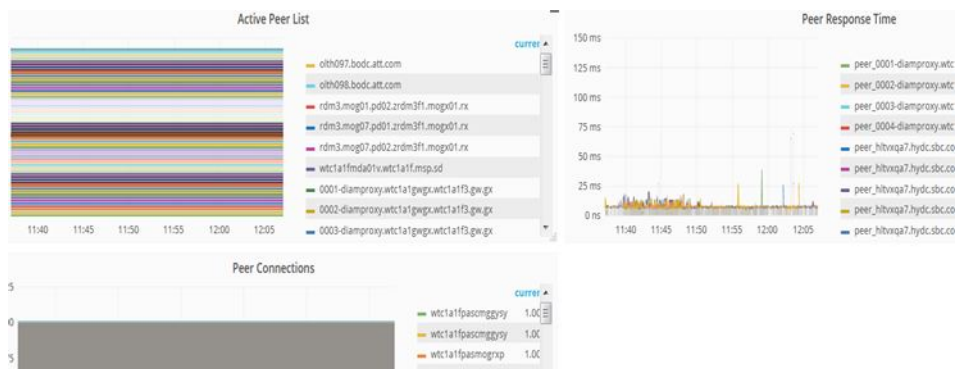 Active Peer List
curren
olth097.bodc.att.com
olth098.bodc.att.com
rdm3.mog01.pd02.zrdm3f1.mogx01.rx
rdm3.mog07.pd01.zrdm3f1.mogx01.rx
rdm3.mog07.pd02.zrdm3f1.mogx01.rx
wtc1a1fmda01v.wtc1a1f.msp.sd
0001-diamproxy.wtc1a1gwgx.wtc1a1f3.gw.gx
0002-diamproxy.wtc1a1gwgx.wtc1a1f3.gw.gx
0003-diamproxy.wtc1a1gwgx.wtc1a1f3.gw.gx
11:40 11:45 11:50 11:55 12:00 12:05
Peer Response Time
150 ms
125 ms
100 ms
75 ms
50 ms
25 ms
0 ns
11:40 11:45 11:50 11:55 12:00 12:05
peer_0001-diamproxy.wtc
peer_0002-diamproxy.wtc
peer_0003-diamproxy.wtc
peer_0004-diamproxy.wtc
peer_hltvxqa7.hydc.sbc.co
peer_hltvxqa7.hydc.sbc.co
peer_hltvxqa7.hydc.sbc.co
peer_hltvxqa7.hydc.sbc.co
peer_hltvxqa7.hydc.sbc.co
Peer Connections
curren
wtc1a1fpascmggysy 1.00
wtc1a1fpascmggysy 1.00
wtc1a1fpasmogrxp 1.00